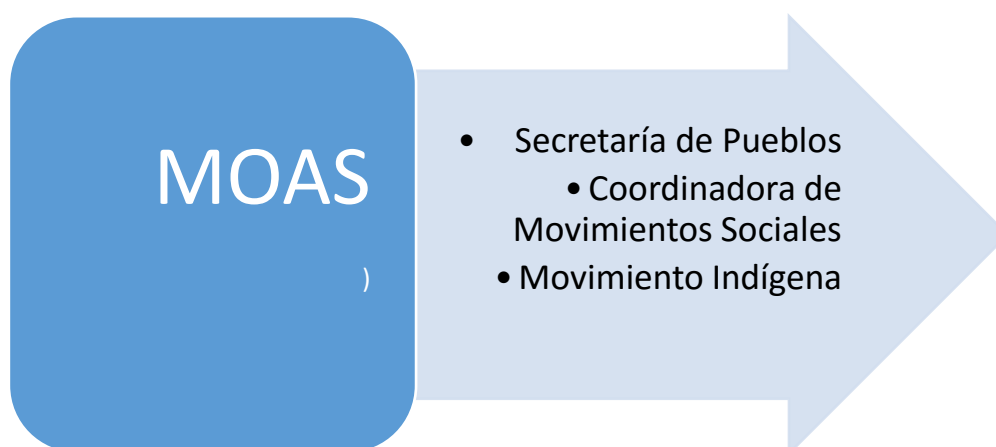 MOAS
)
• Secretaría de Pueblos
• Coordinadora de
Movimientos Sociales
• Movimiento Indígena